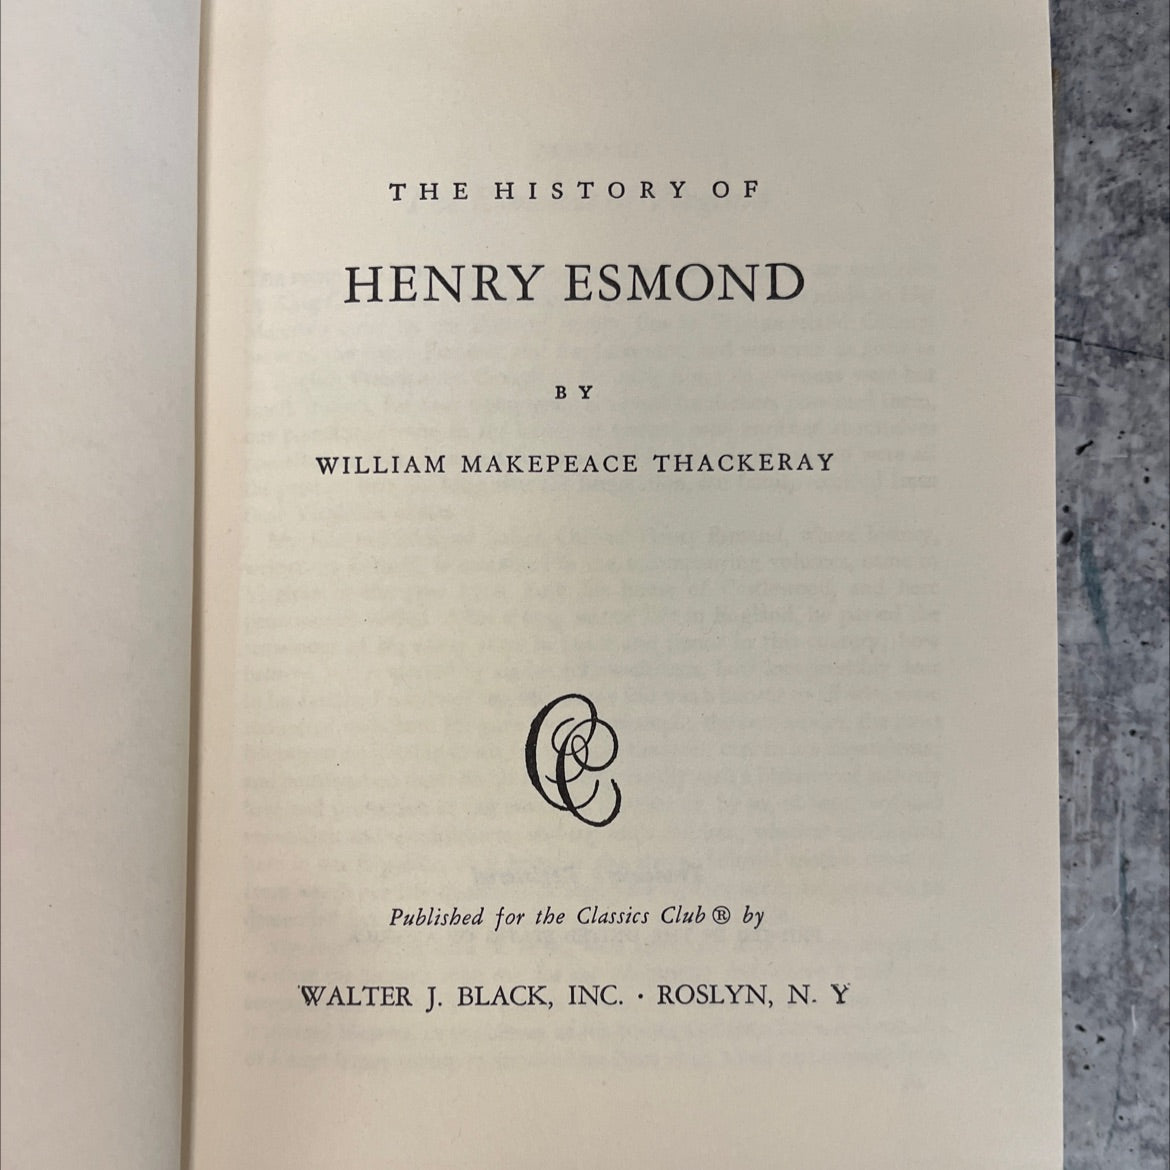 THE HISTORY OF
HENRY ESMOND
BY
WILLIAM MAKEPEACE THACKERAY
CC
Published for the Classics Club ® by
WALTER J. BLACK, INC. · ROSLYN, N. Y